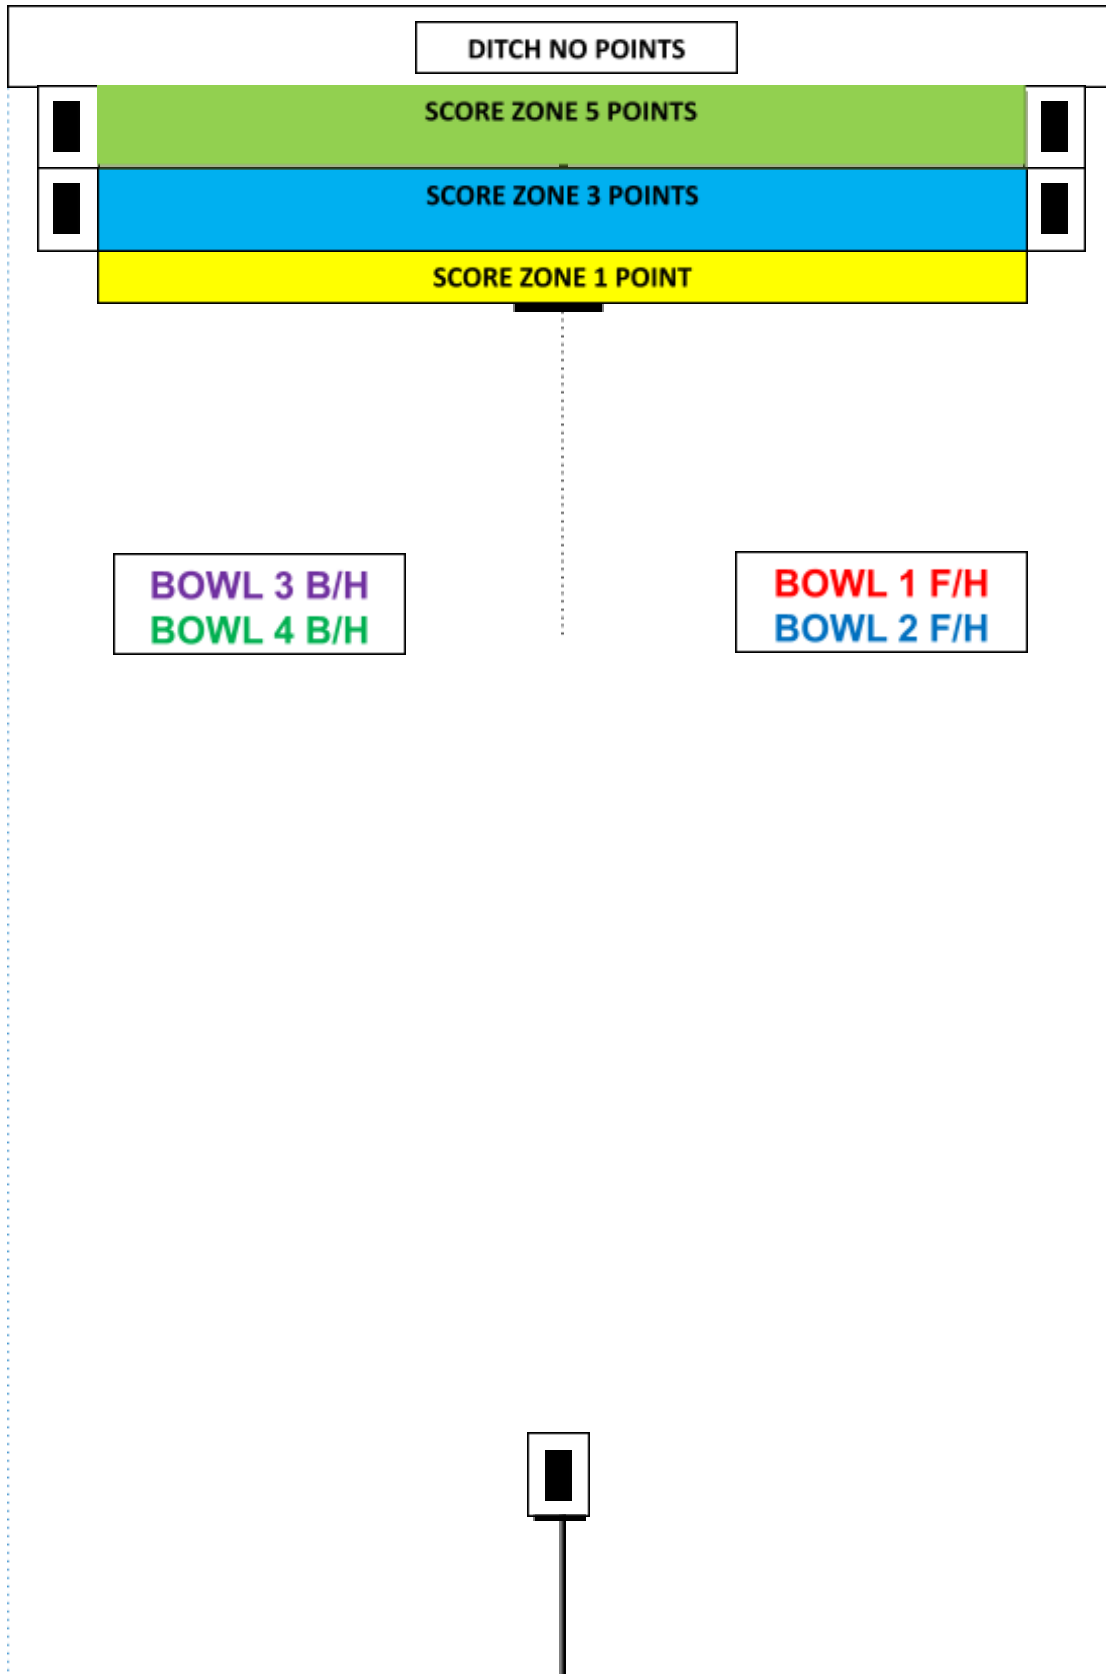 DITCH NO POINTS
SCORE ZONE 5 POINTS
SCORE ZONE 3 POINTS
SCORE ZONE 1 POINT
BOWL 3 B/H
BOWL 4 B/H
BOWL 1 F/H
BOWL 2 F/H